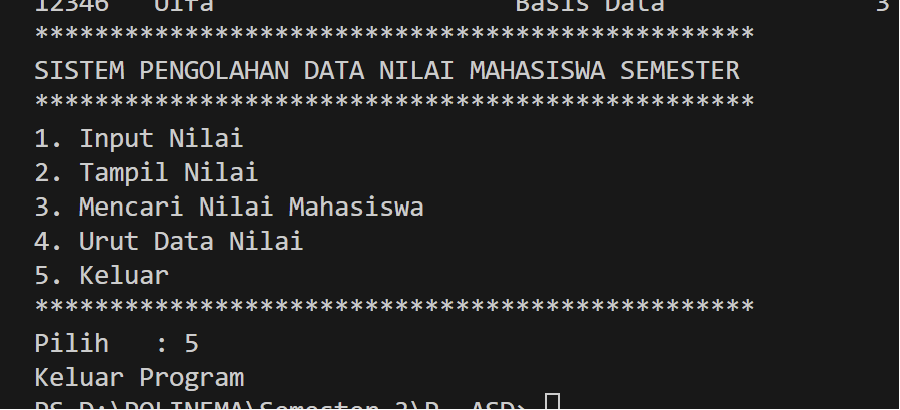 12346 Ulfa Basis Data 3
************************************************
SISTEM PENGOLAHAN DATA NILAI MAHASISWA SEMESTER
************************************************
1. Input Nilai
2. Tampil Nilai
3. Mencari Nilai Mahasiswa
4. Urut Data Nilai
5. Keluar
************************************************
Pilih : 5
Keluar Program
PS D:\POLINEMA\Semester 2\P. ASD>